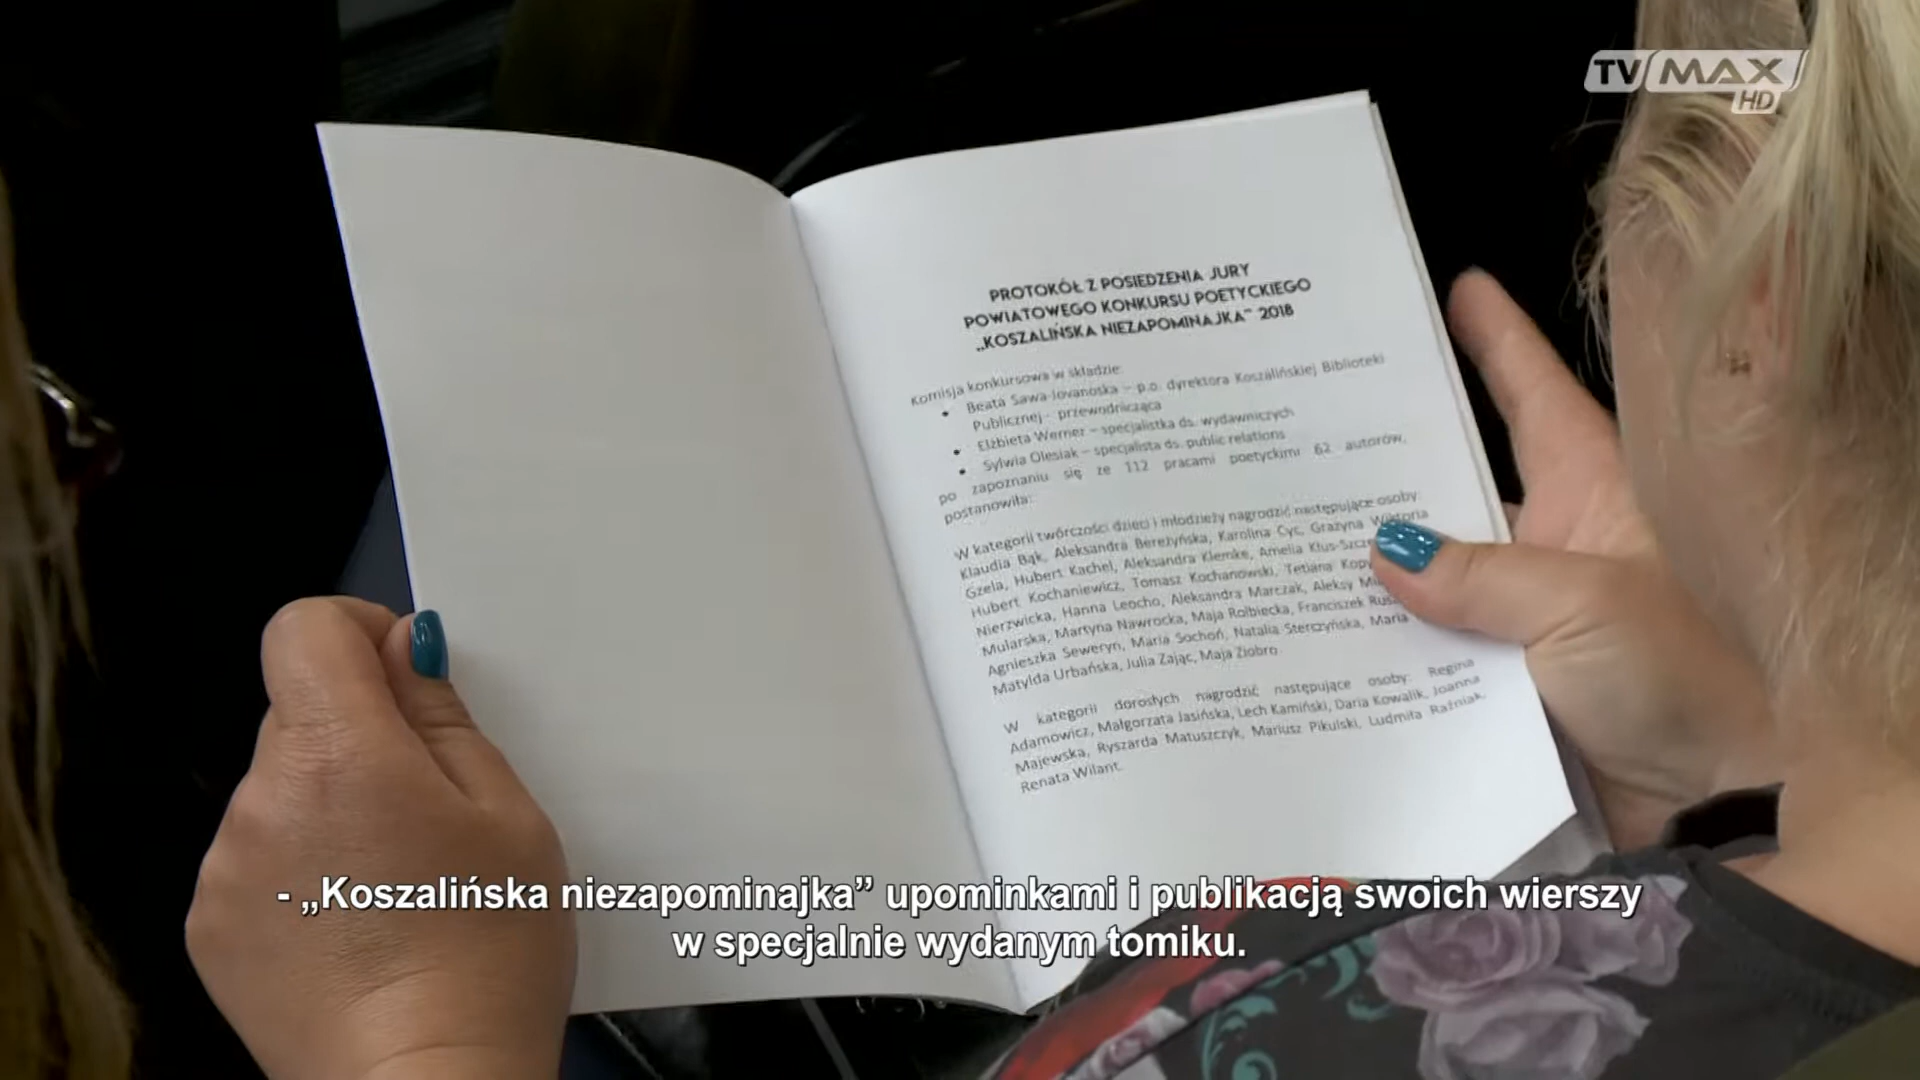 TV MAX
HD
PROTOKÓŁ Z POSIEDZENIA JURY
POWIATOWEGO KONKURSU POETYCKIEGO
„KOSZALIŃSKA NIEZAPOMINAJKA" 2018
Komisja konkursowa w składzie:
• Beata Sawa-Jovanoska – p.o. dyrektora Koszalińskiej Biblioteki
Publicznej - przewodnicząca
• Elżbieta Werner – specjalistka ds. wydawniczych
• Sylwia Olesiak – specjalista ds. public relations
po zapoznaniu się ze 112 pracami poetyckimi 62 autorów,
postanowiła:
W kategorii twórczości dzieci i młodzieży nagrodzić następujące osoby:
Klaudia Bąk, Aleksandra Bereżyńska, Karolina Cyc, Grażyna Wiktoria
Gzela, Hubert Kachel, Aleksandra Klemke, Amelia
Hubert Kochaniewicz, Tomasz Kochanowski, Tetiana
Nierzwicka, Hanna Leocho, Aleksandra Marczak, Aleksy
Mularska, Martyna Nawrocka, Maja Rolbiecka, Franciszek
Agnieszka Seweryn, Maria Sochoń, Natalia Sterczyńska, Maria
Matylda Urbańska, Julia Zając, Maja Ziobro.
W kategorii dorosłych nagrodzić następujące osoby: Regina
Adamowicz, Małgorzata Jasińska, Lech Kamiński, Daria Kowalik, Joanna
Majewska, Ryszarda Matuszczyk, Mariusz Pikulski, Ludmiła Raźniak,
Renata Wilant.
- „Koszalińska niezapominajka” upominkami i publikacją swoich wierszy
w specjalnie wydanym tomiku.